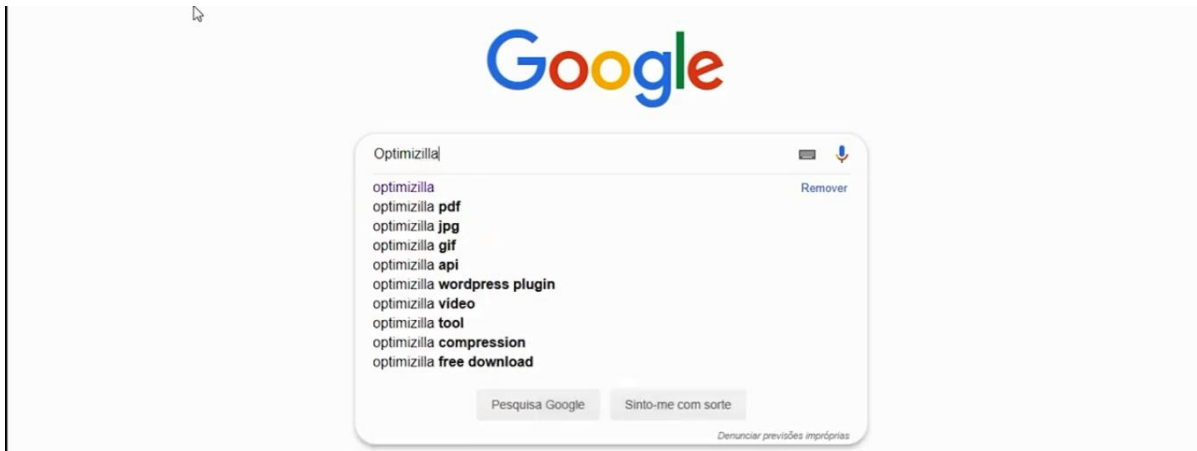 Google
Optimizilla
optimizilla Remover
optimizilla pdf
optimizilla jpg
optimizilla gif
optimizilla api
optimizilla wordpress plugin
optimizilla video
optimizilla tool
optimizilla compression
optimizilla free download
Pesquisa Google Sinto-me com sorte
Denunciar previsões impróprias